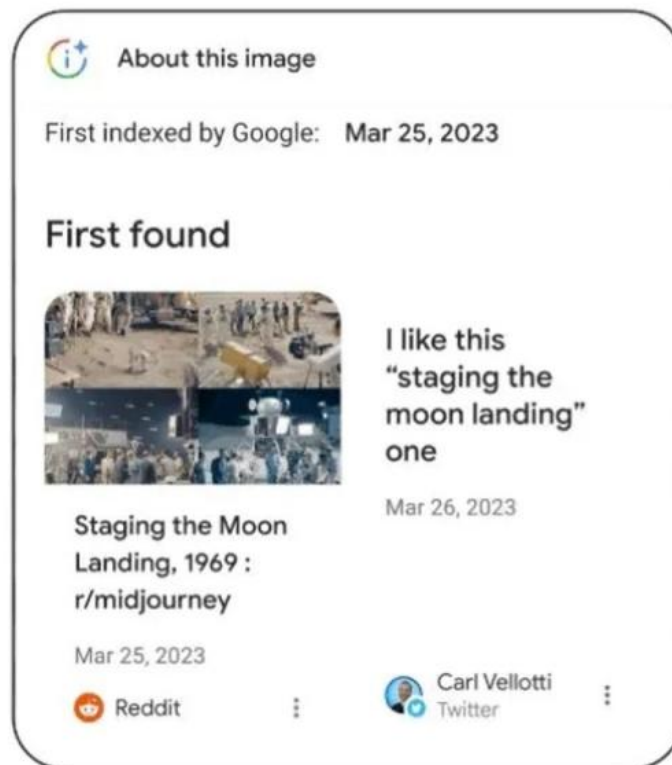 About this image
First indexed by Google: Mar 25, 2023
First found
Staging the Moon
Landing, 1969 :
r/midjourney
Mar 25, 2023
Reddit
I like this
“staging the
moon landing”
one
Mar 26, 2023
Carl Vellotti
Twitter